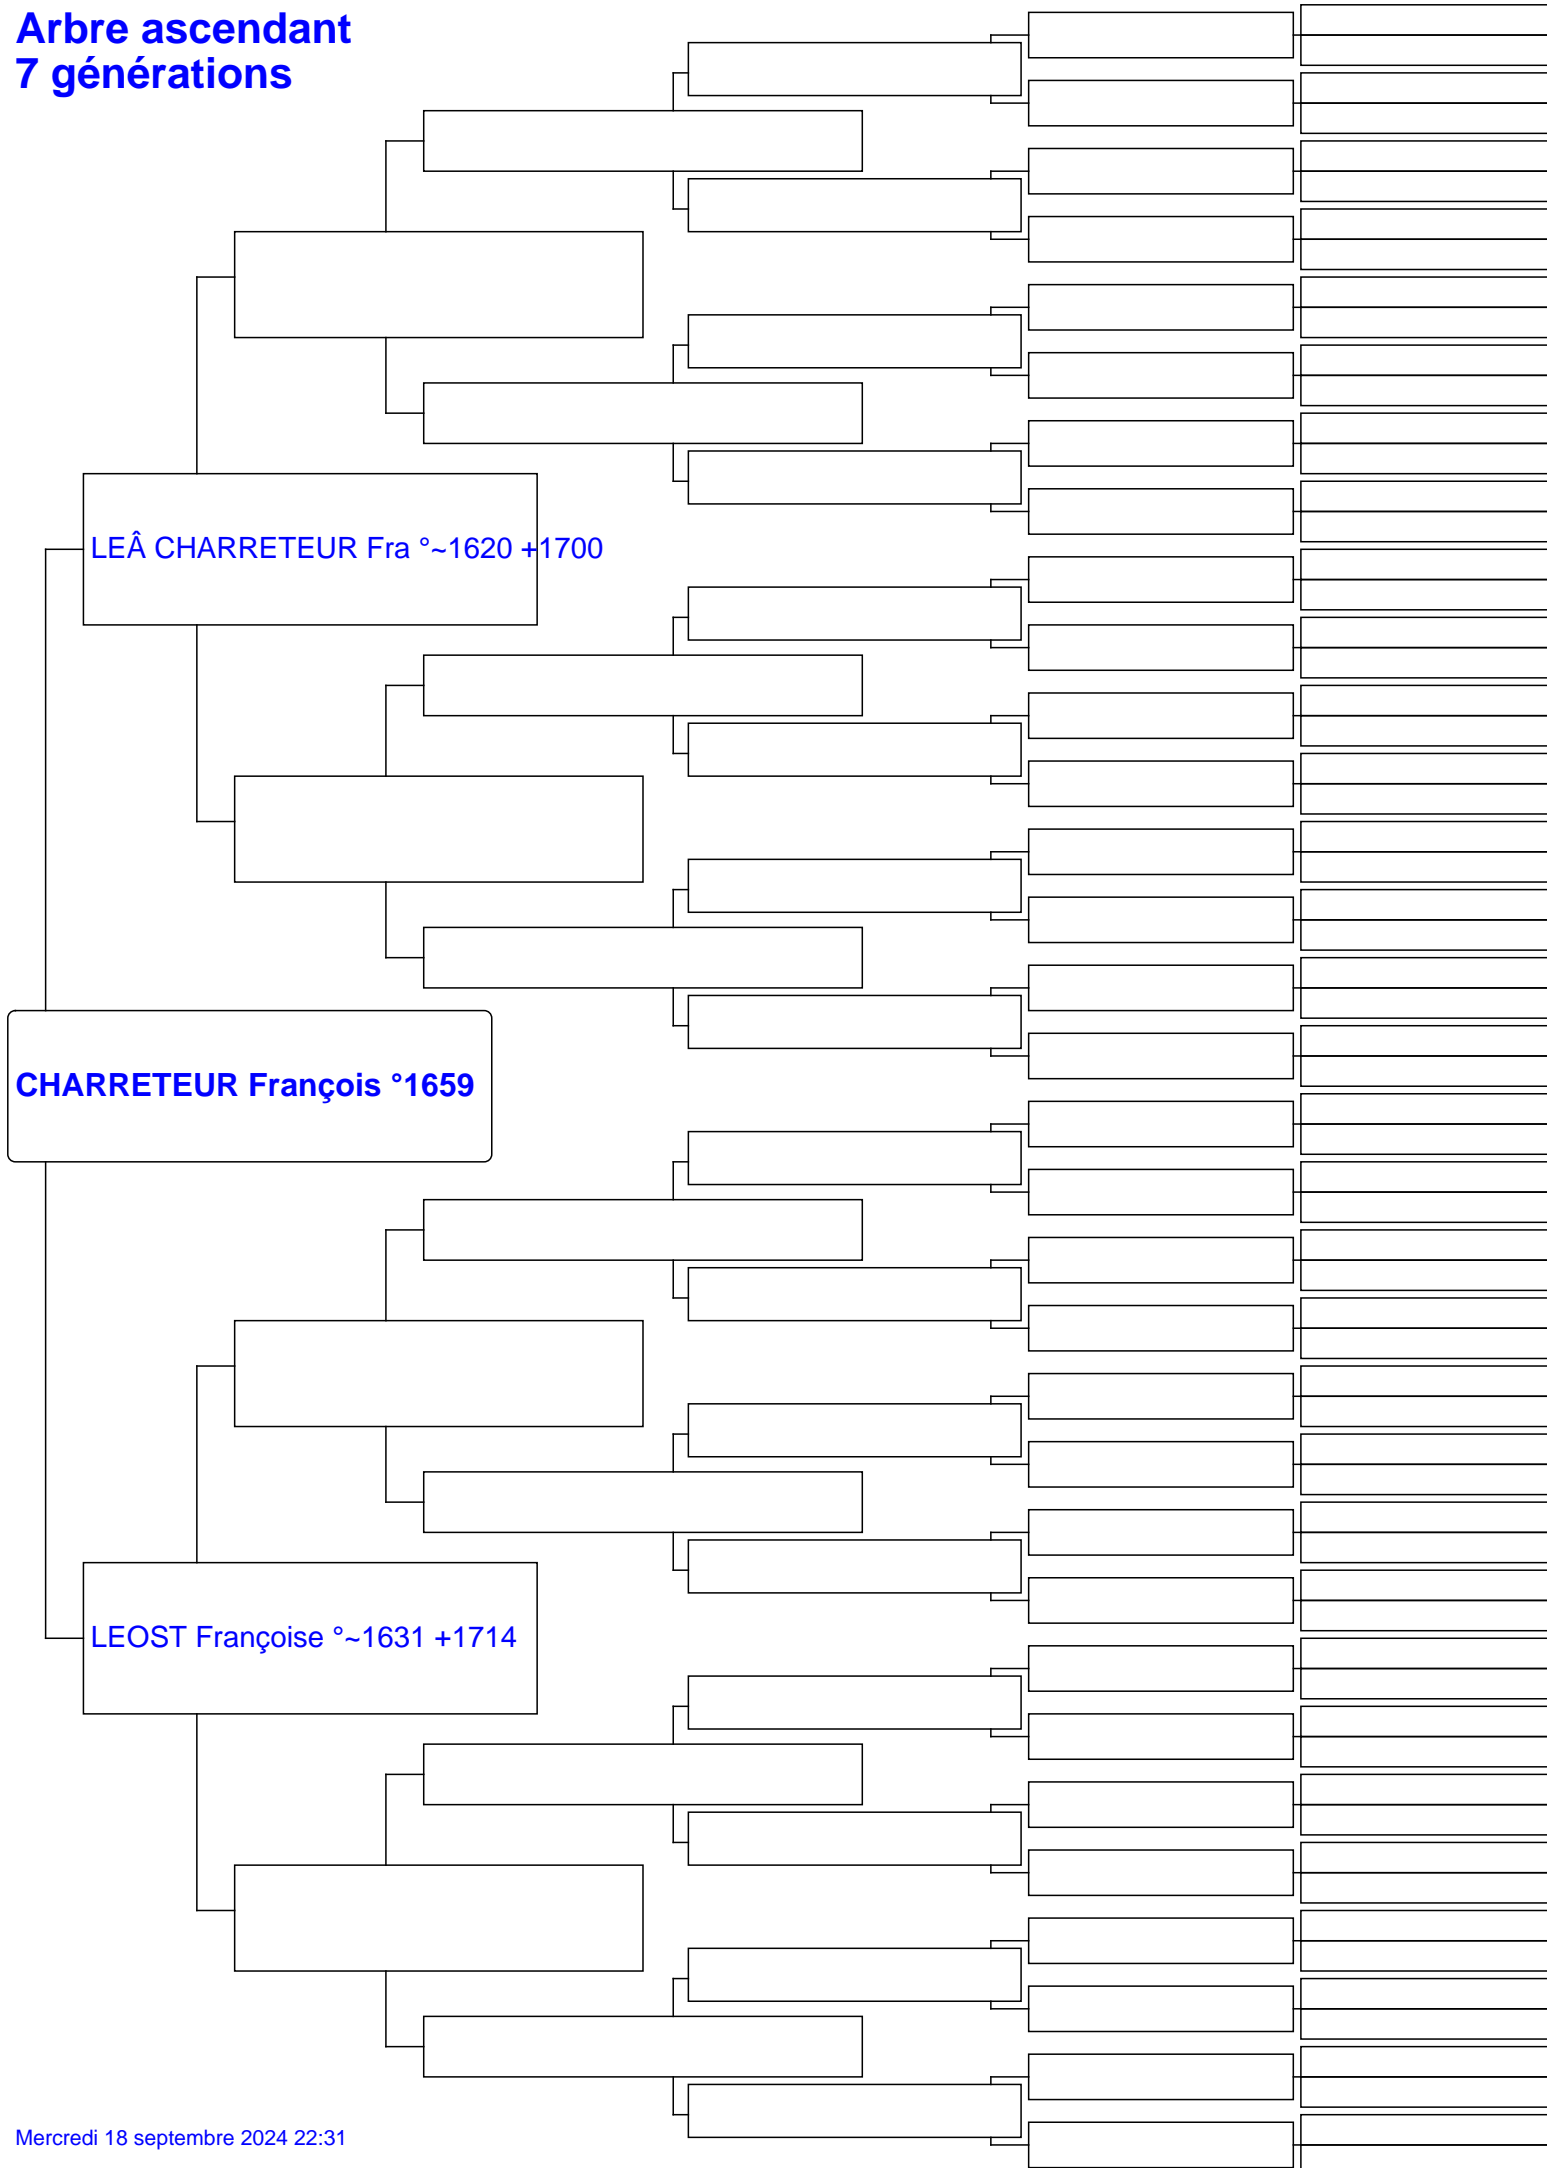 Arbre ascendant
7 générations
LEÂ CHARRETEUR Fra °~1620 +1700
CHARRETEUR François °1659
LEOST Françoise °~1631 +1714
Mercredi 18 septembre 2024 22:31